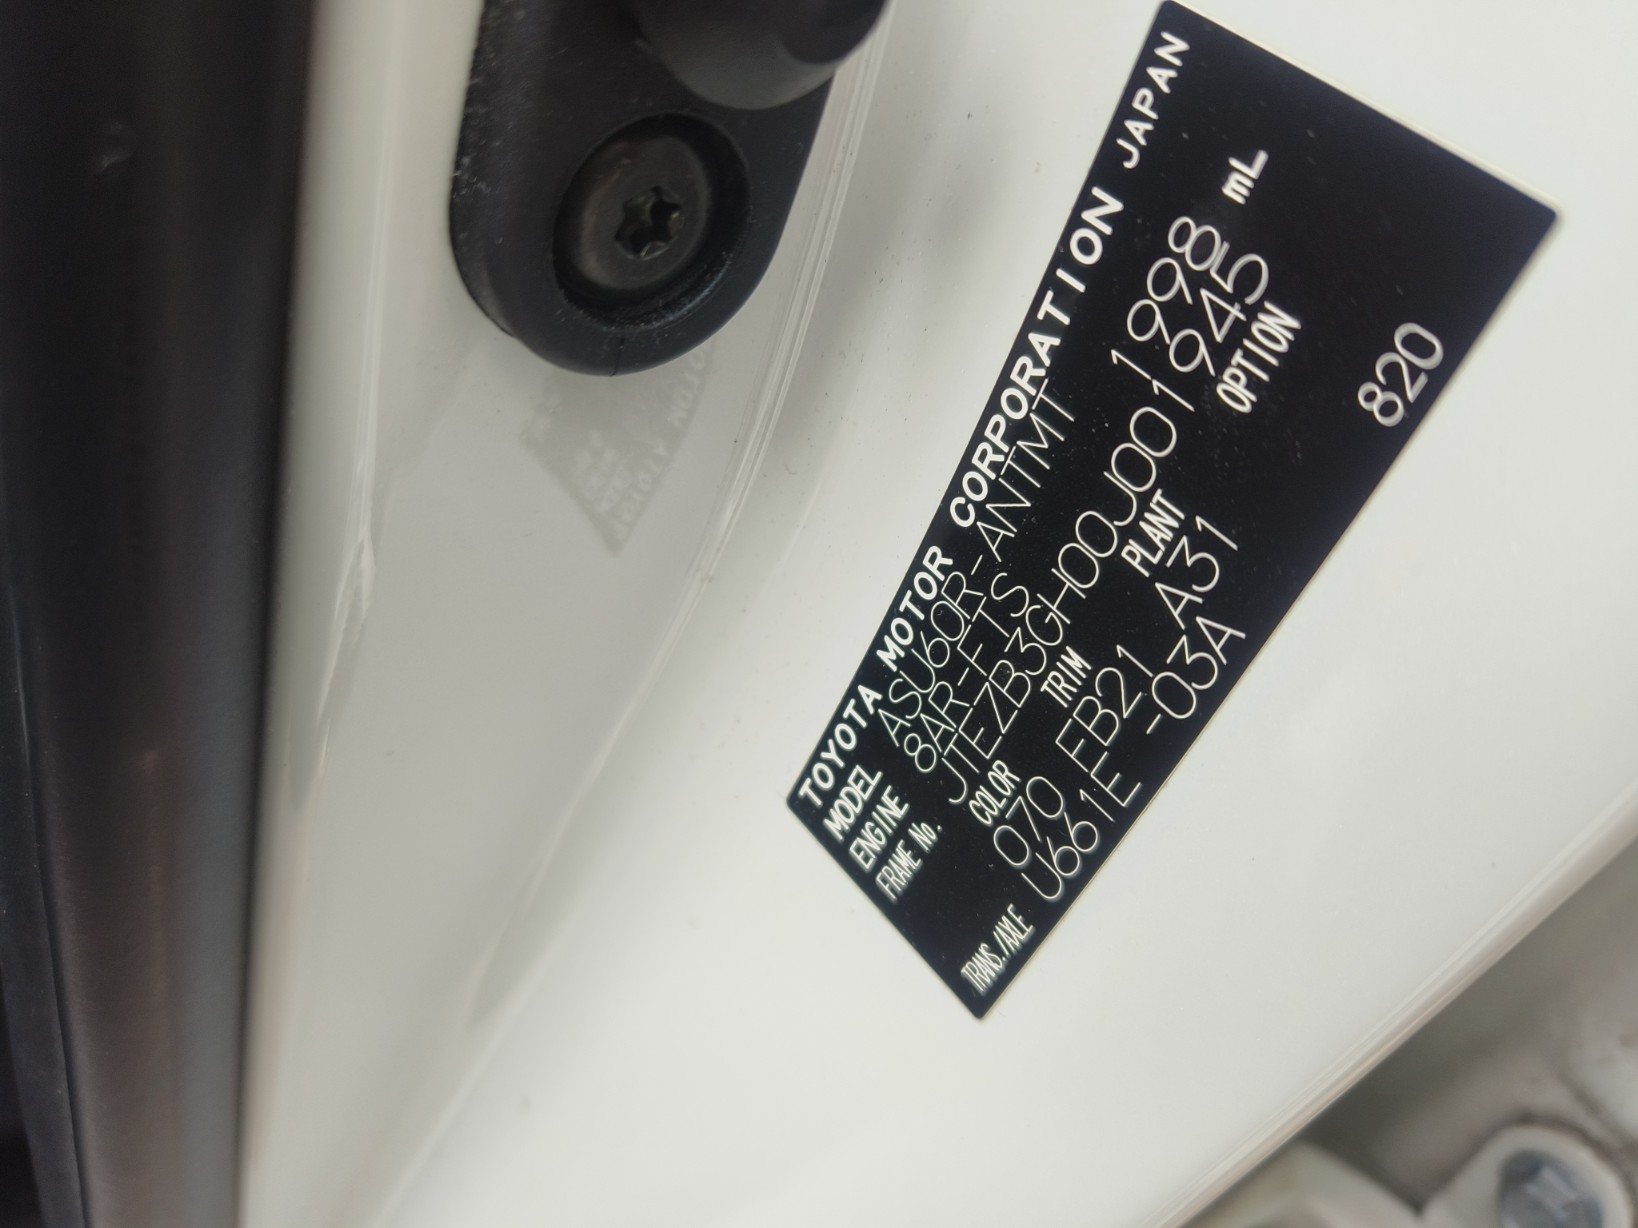 TOYOTA MOTOR CORPORATION JAPAN
MODEL ASU60R-ANTMT
ENGINE 8AR-FTS 1998 mL
FRAME No. JTEZB3GH00J001945
COLOR TRIM PLANT OPTION
070 FB21 A31
TRANS./AXLE U661E -03A 820